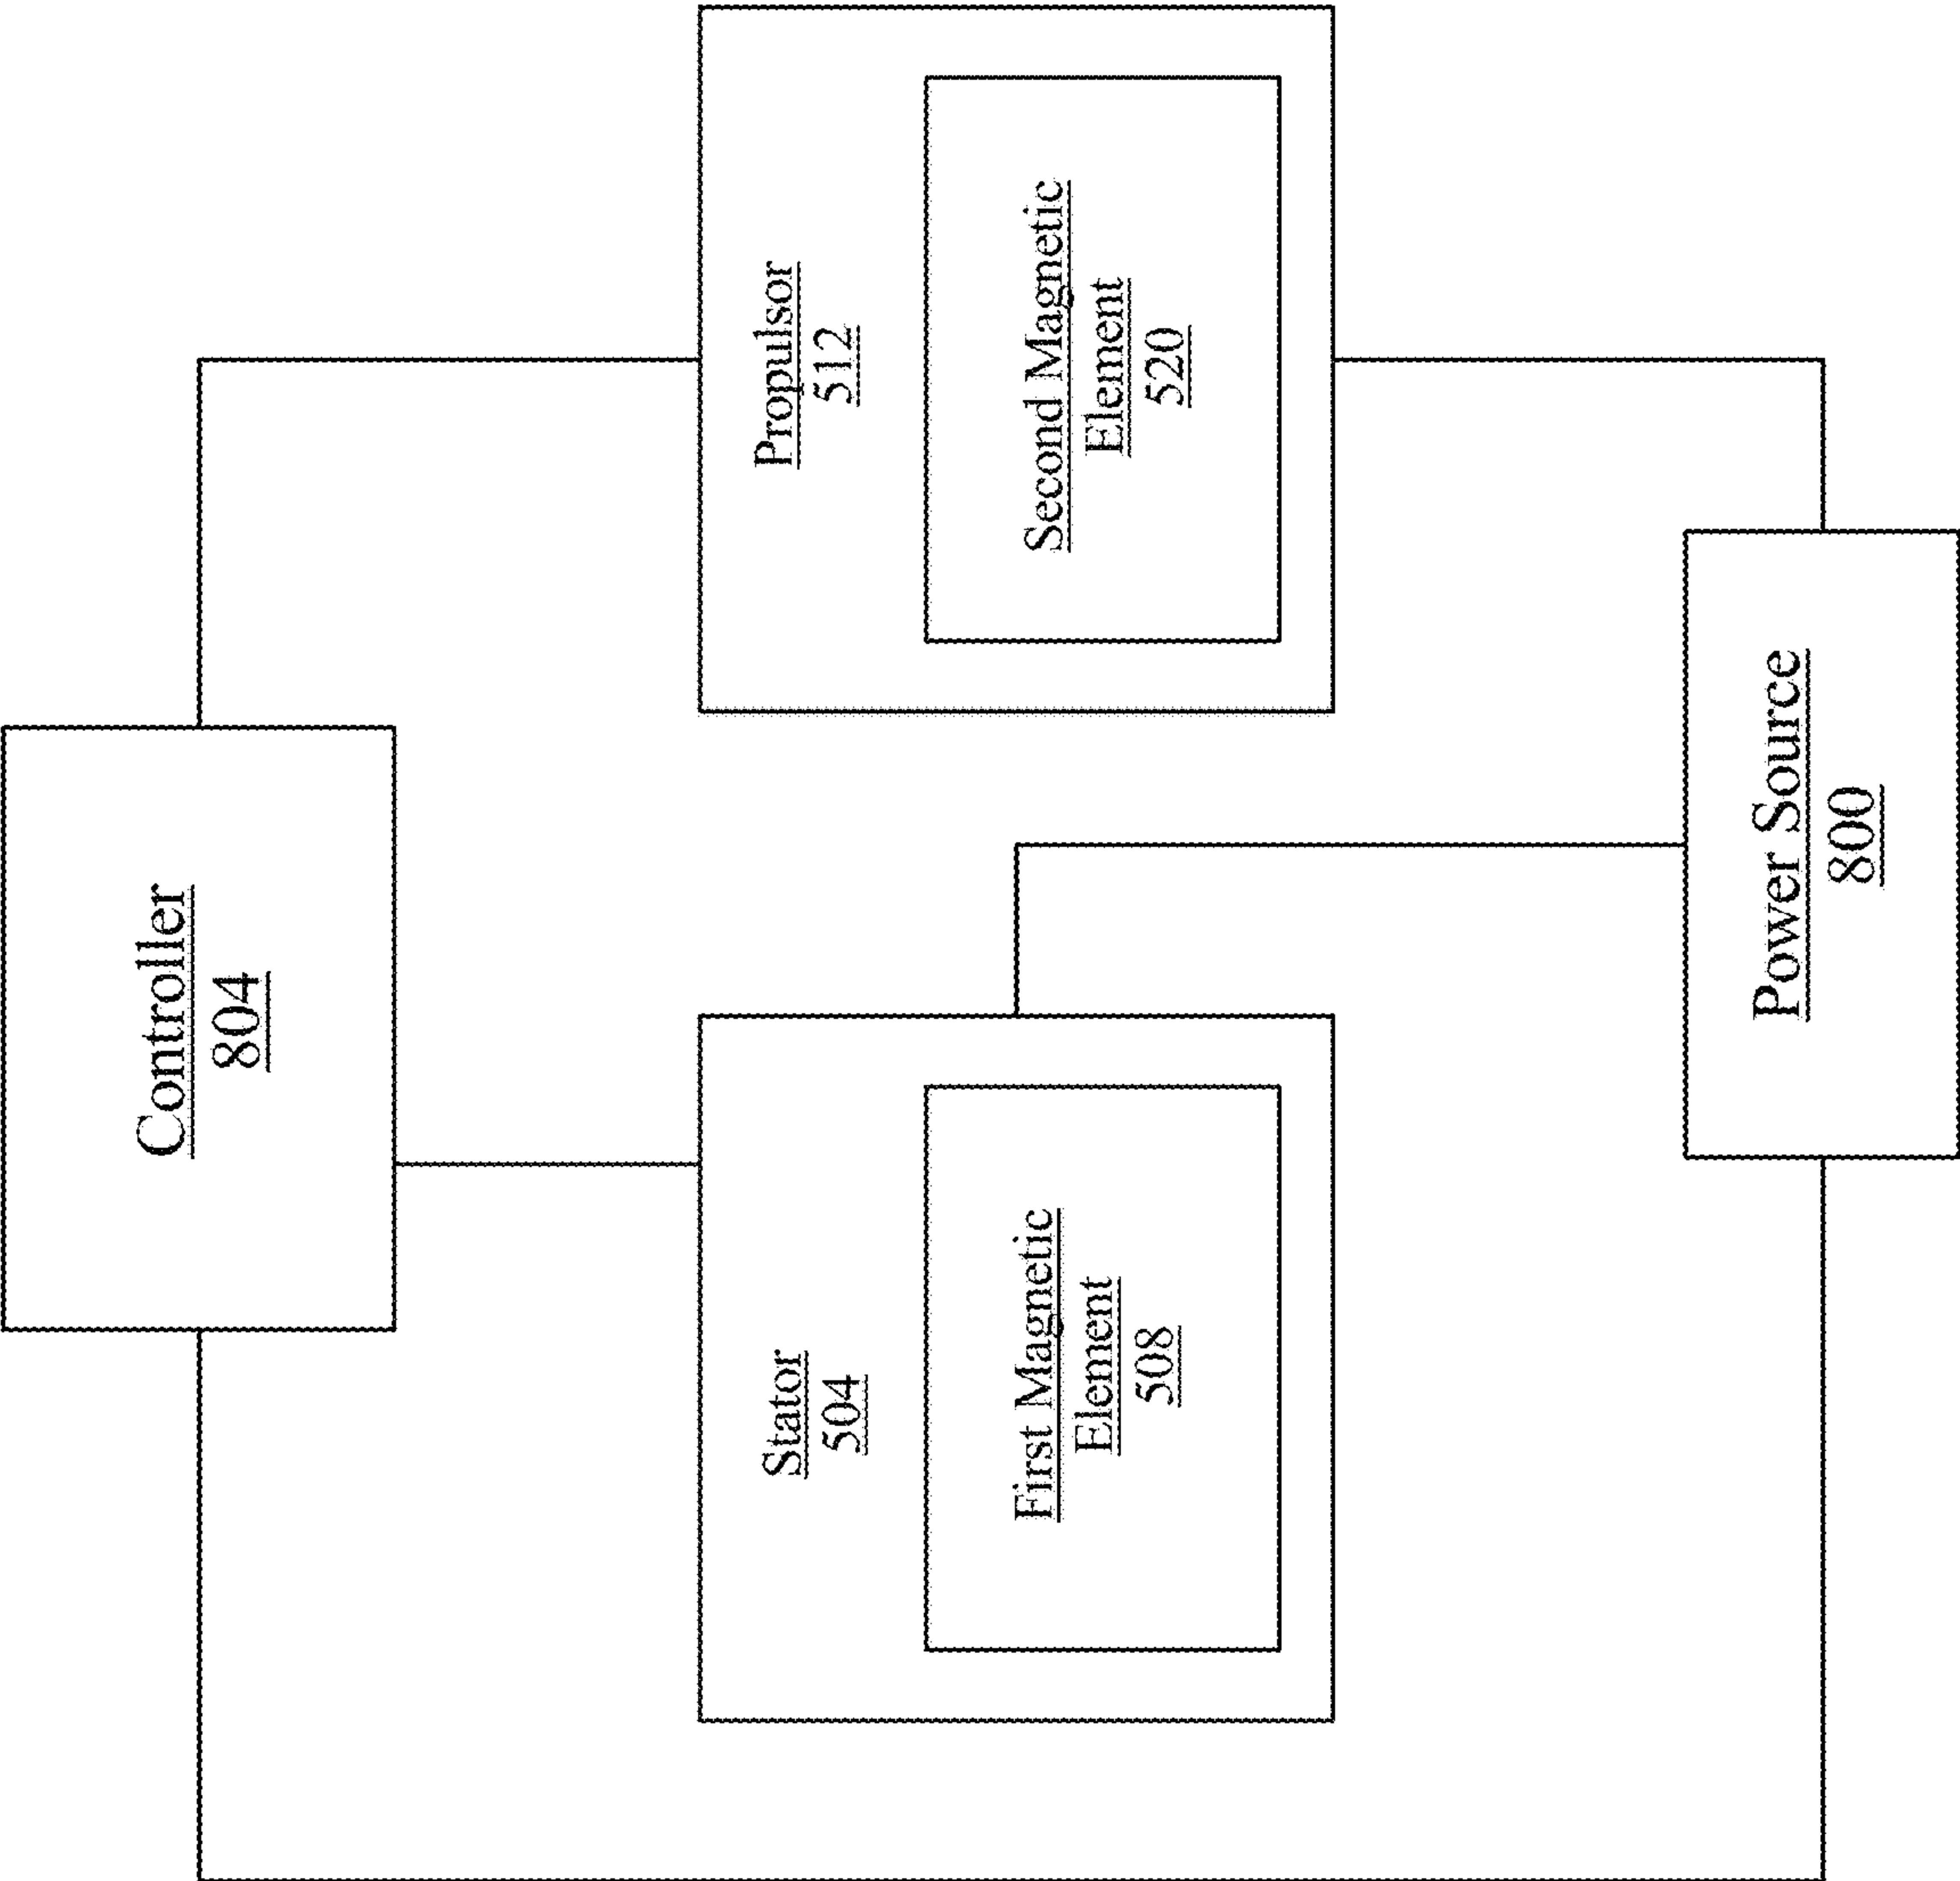 Controller
804
Stator
504
First Magnetic
Element
508
Propulsor
512
Second Magnetic
Element
520
Power Source
800